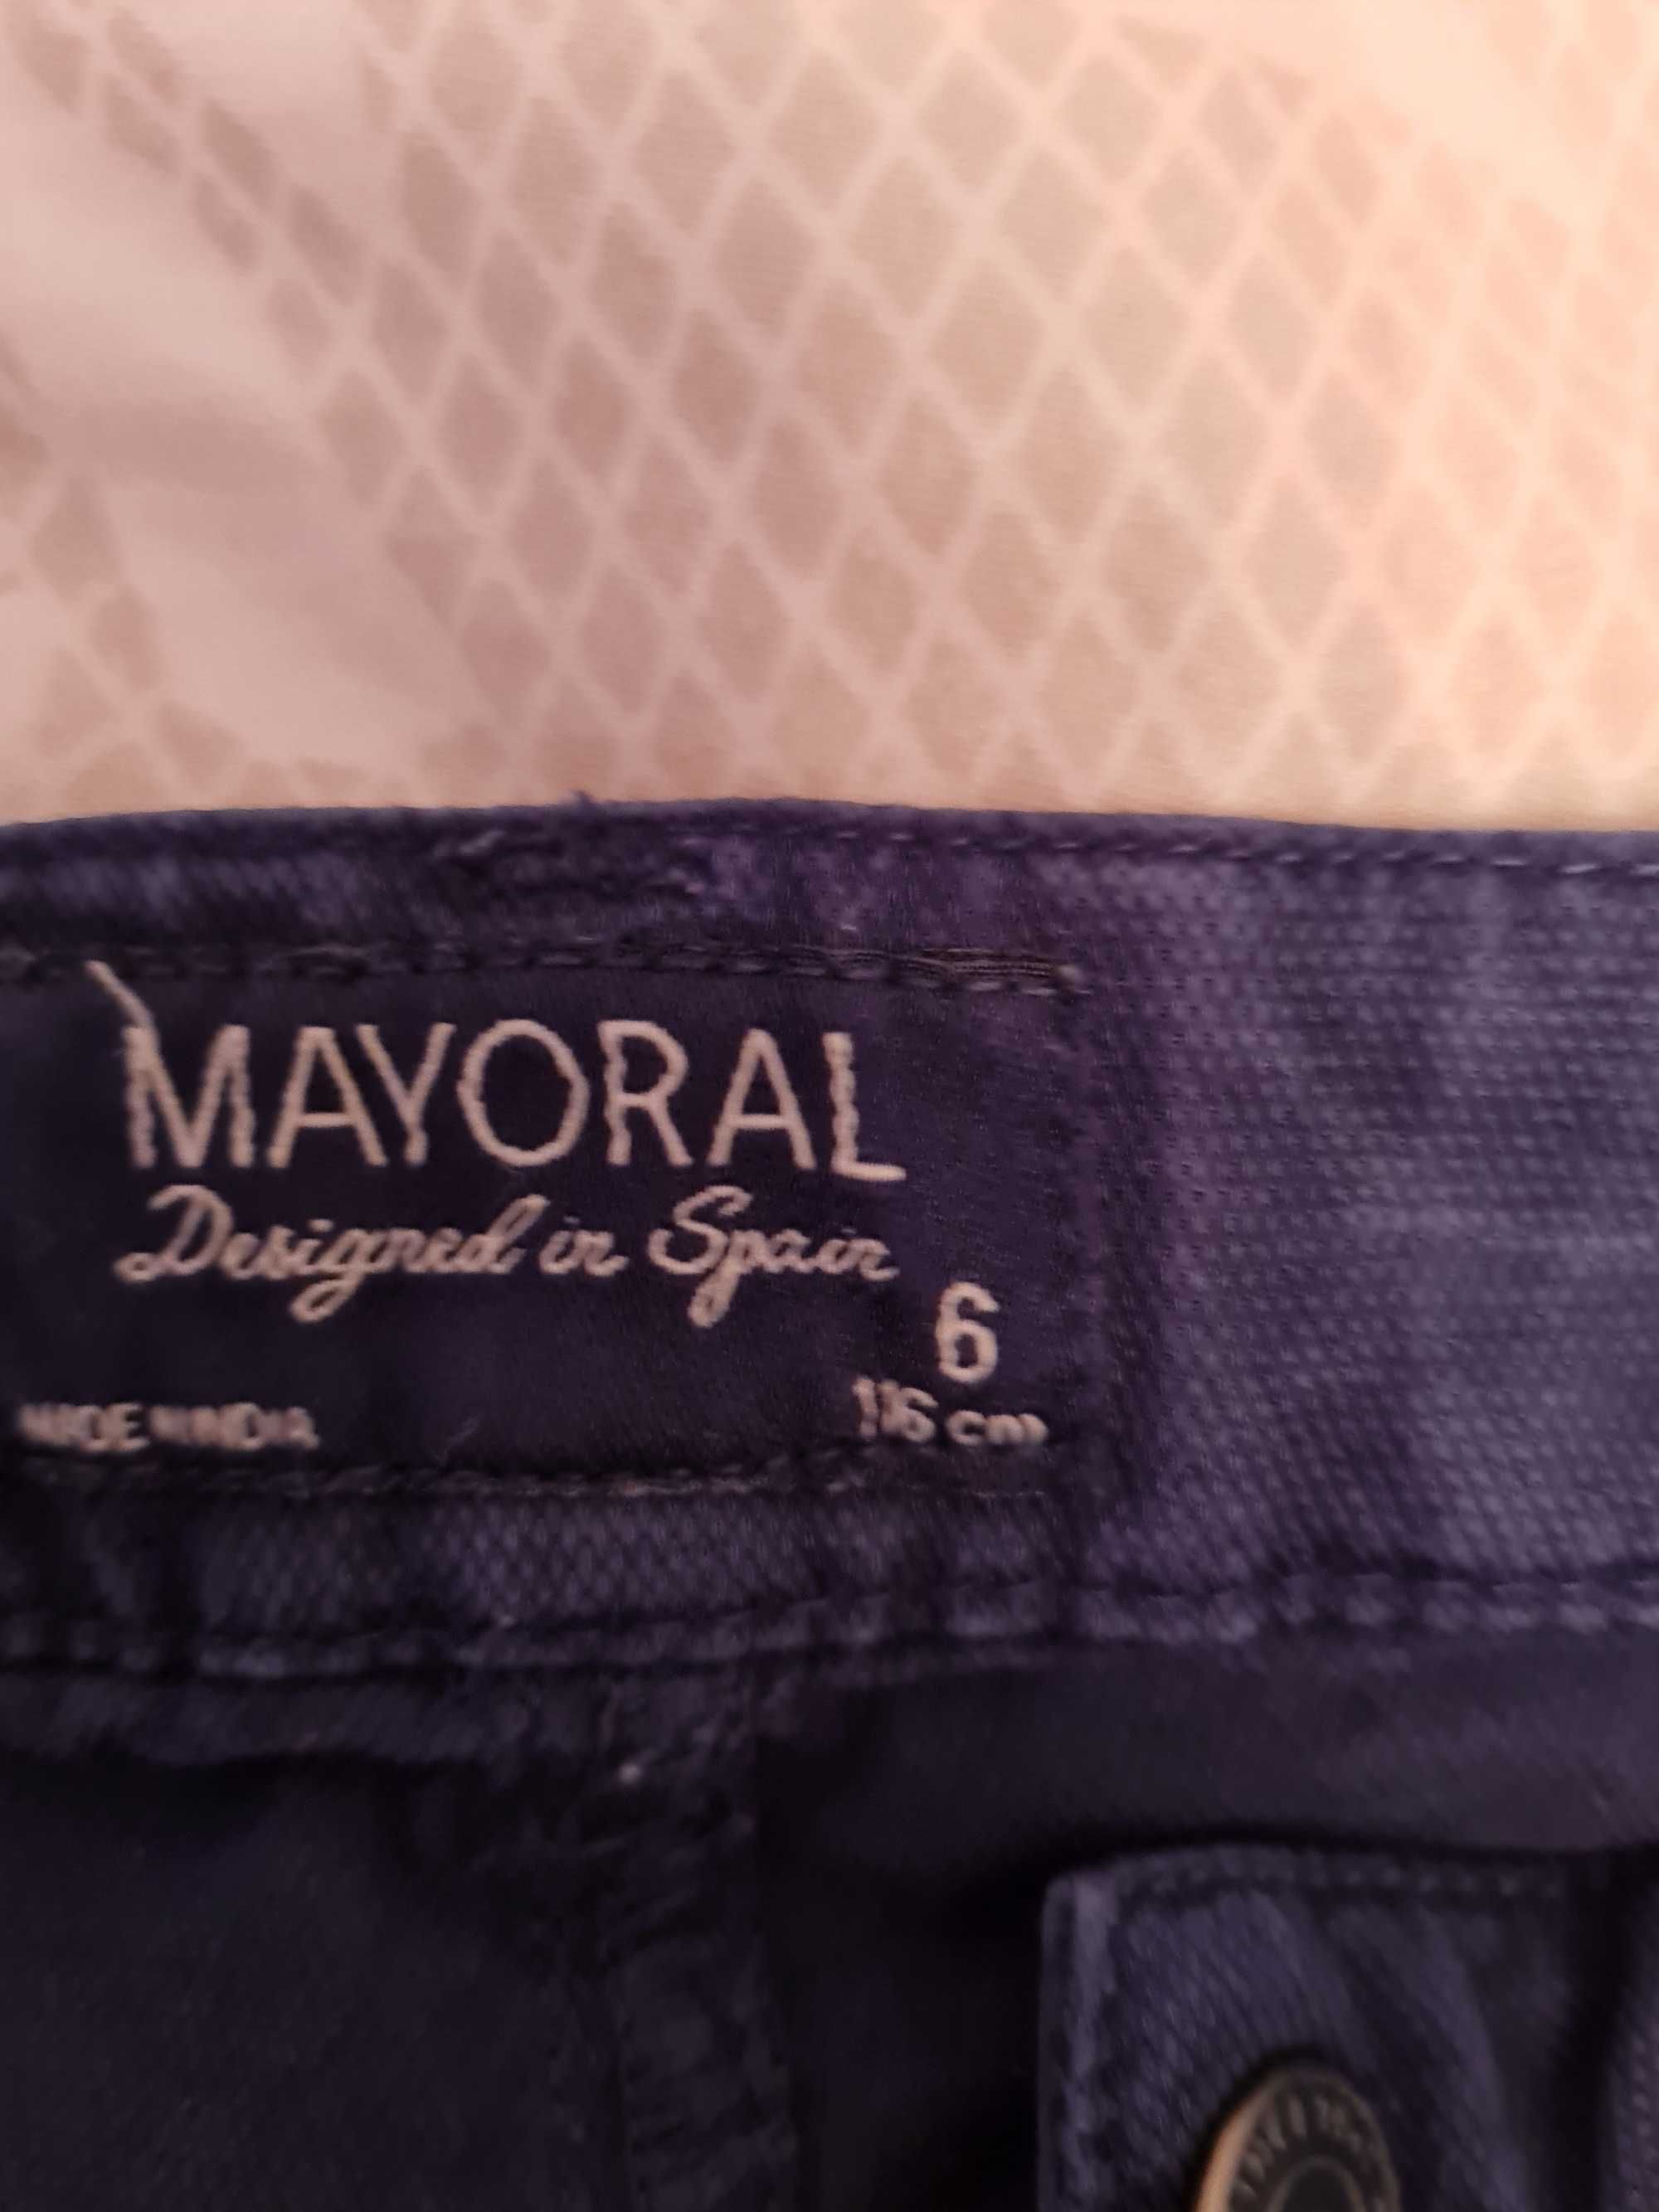 MAYORAL
Designed in Spain
6
116 cm
MADE IN INDIA